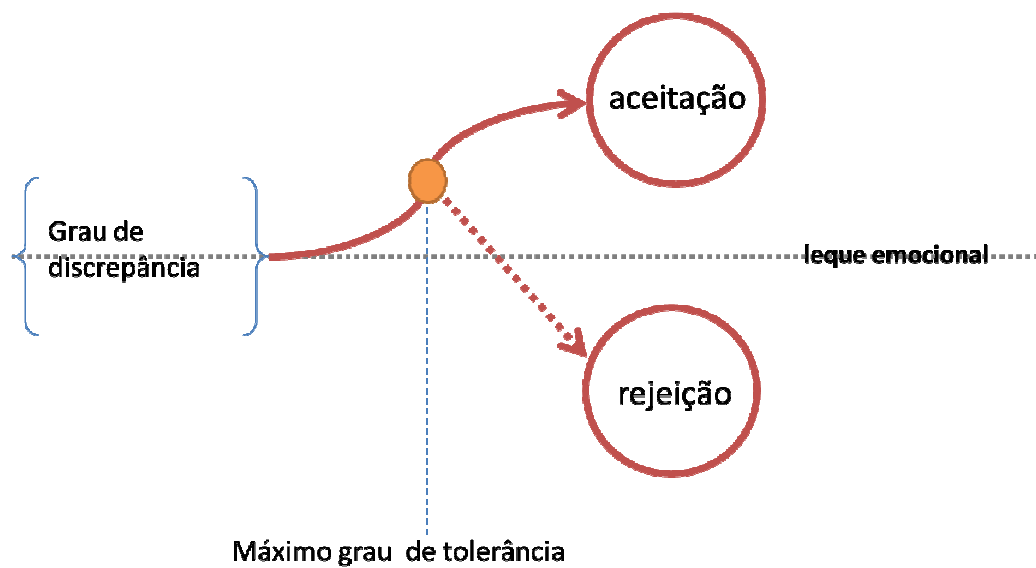 aceitação
Grau de
discrepância
leque emocional
rejeição
Máximo grau  de tolerância